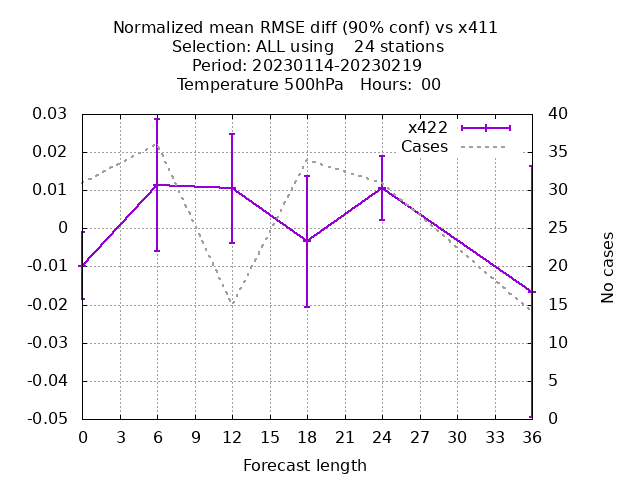 Normalized mean RMSE diff (90% conf) vs x411
Selection: ALL using    24 stations
Period: 20230114-20230219
Temperature 500hPa   Hours:  00
0.03
0.02
0.01
0
-0.01
-0.02
-0.03
-0.04
-0.05
x422
Cases
40
35
30
25
20
15
10
5
0
No cases
0 3 6 9 12 15 18 21 24 27 30 33 36
Forecast length